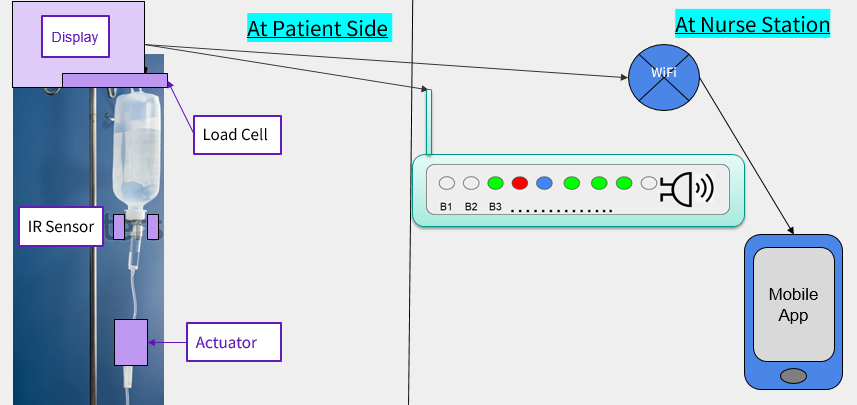 Display
At Patient Side
At Nurse Station
WiFi
Load Cell
B1 B2 B3 ..............
IR Sensor
Mobile
App
Actuator